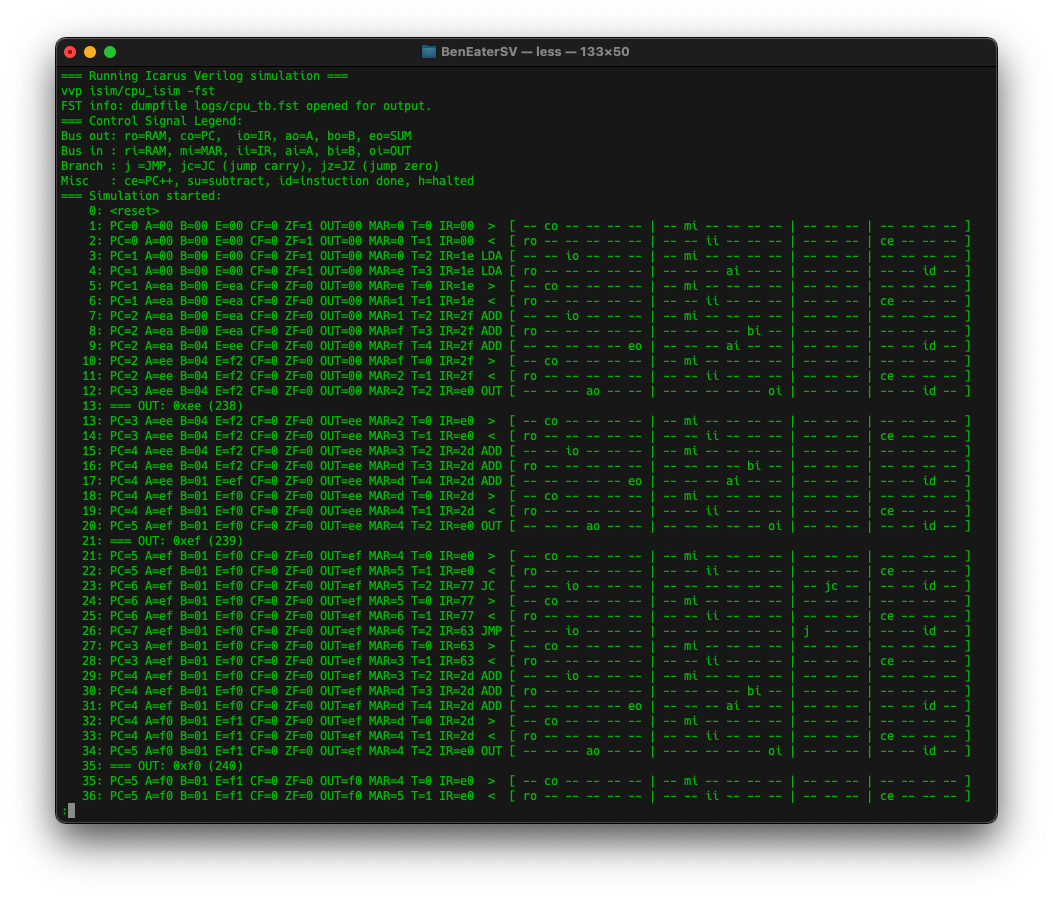 BenEaterSV — less — 133×50
=== Running Icarus Verilog simulation ===
vvp isim/cpu_isim -fst
FST info: dumpfile logs/cpu_tb.fst opened for output.
=== Control Signal Legend:
Bus out: ro=RAM, co=PC,  io=IR, ao=A, bo=B, eo=SUM
Bus in : ri=RAM, mi=MAR, ii=IR, ai=A, bi=B, oi=OUT
Branch : j =JMP, jc=JC (jump carry), jz=JZ (jump zero)
Misc   : ce=PC++, su=subtract, id=instuction done, h=halted
=== Simulation started:
    0: <reset>
    1: PC=0 A=00 B=00 E=00 CF=0 ZF=1 OUT=00 MAR=0 T=0 IR=00  >  [ -- co -- -- -- -- | -- mi -- -- -- -- | -- -- -- | -- -- -- -- ]
    2: PC=0 A=00 B=00 E=00 CF=0 ZF=1 OUT=00 MAR=0 T=1 IR=00  <  [ ro -- -- -- -- -- | -- -- ii -- -- -- | -- -- -- | ce -- -- -- ]
    3: PC=1 A=00 B=00 E=00 CF=0 ZF=1 OUT=00 MAR=0 T=2 IR=1e LDA [ -- -- io -- -- -- | -- mi -- -- -- -- | -- -- -- | -- -- -- -- ]
    4: PC=1 A=00 B=00 E=00 CF=0 ZF=1 OUT=00 MAR=e T=3 IR=1e LDA [ ro -- -- -- -- -- | -- -- -- ai -- -- | -- -- -- | -- -- id -- ]
    5: PC=1 A=ea B=00 E=ea CF=0 ZF=0 OUT=00 MAR=e T=0 IR=1e  >  [ -- co -- -- -- -- | -- mi -- -- -- -- | -- -- -- | -- -- -- -- ]
    6: PC=1 A=ea B=00 E=ea CF=0 ZF=0 OUT=00 MAR=1 T=1 IR=1e  <  [ ro -- -- -- -- -- | -- -- ii -- -- -- | -- -- -- | ce -- -- -- ]
    7: PC=2 A=ea B=00 E=ea CF=0 ZF=0 OUT=00 MAR=1 T=2 IR=2f ADD [ -- -- io -- -- -- | -- mi -- -- -- -- | -- -- -- | -- -- -- -- ]
    8: PC=2 A=ea B=00 E=ea CF=0 ZF=0 OUT=00 MAR=f T=3 IR=2f ADD [ ro -- -- -- -- -- | -- -- -- -- bi -- | -- -- -- | -- -- -- -- ]
    9: PC=2 A=ea B=04 E=ee CF=0 ZF=0 OUT=00 MAR=f T=4 IR=2f ADD [ -- -- -- -- -- eo | -- -- -- ai -- -- | -- -- -- | -- -- id -- ]
   10: PC=2 A=ee B=04 E=f2 CF=0 ZF=0 OUT=00 MAR=f T=0 IR=2f  >  [ -- co -- -- -- -- | -- mi -- -- -- -- | -- -- -- | -- -- -- -- ]
   11: PC=2 A=ee B=04 E=f2 CF=0 ZF=0 OUT=00 MAR=2 T=1 IR=2f  <  [ ro -- -- -- -- -- | -- -- ii -- -- -- | -- -- -- | ce -- -- -- ]
   12: PC=3 A=ee B=04 E=f2 CF=0 ZF=0 OUT=00 MAR=2 T=2 IR=e0 OUT [ -- -- -- ao -- -- | -- -- -- -- -- oi | -- -- -- | -- -- id -- ]
   13: === OUT: 0xee (238)
   13: PC=3 A=ee B=04 E=f2 CF=0 ZF=0 OUT=ee MAR=2 T=0 IR=e0  >  [ -- co -- -- -- -- | -- mi -- -- -- -- | -- -- -- | -- -- -- -- ]
   14: PC=3 A=ee B=04 E=f2 CF=0 ZF=0 OUT=ee MAR=3 T=1 IR=e0  <  [ ro -- -- -- -- -- | -- -- ii -- -- -- | -- -- -- | ce -- -- -- ]
   15: PC=4 A=ee B=04 E=f2 CF=0 ZF=0 OUT=ee MAR=3 T=2 IR=2d ADD [ -- -- io -- -- -- | -- mi -- -- -- -- | -- -- -- | -- -- -- -- ]
   16: PC=4 A=ee B=04 E=f2 CF=0 ZF=0 OUT=ee MAR=d T=3 IR=2d ADD [ ro -- -- -- -- -- | -- -- -- -- bi -- | -- -- -- | -- -- -- -- ]
   17: PC=4 A=ee B=01 E=ef CF=0 ZF=0 OUT=ee MAR=d T=4 IR=2d ADD [ -- -- -- -- -- eo | -- -- -- ai -- -- | -- -- -- | -- -- id -- ]
   18: PC=4 A=ef B=01 E=f0 CF=0 ZF=0 OUT=ee MAR=d T=0 IR=2d  >  [ -- co -- -- -- -- | -- mi -- -- -- -- | -- -- -- | -- -- -- -- ]
   19: PC=4 A=ef B=01 E=f0 CF=0 ZF=0 OUT=ee MAR=4 T=1 IR=2d  <  [ ro -- -- -- -- -- | -- -- ii -- -- -- | -- -- -- | ce -- -- -- ]
   20: PC=5 A=ef B=01 E=f0 CF=0 ZF=0 OUT=ee MAR=4 T=2 IR=e0 OUT [ -- -- -- ao -- -- | -- -- -- -- -- oi | -- -- -- | -- -- id -- ]
   21: === OUT: 0xef (239)
   21: PC=5 A=ef B=01 E=f0 CF=0 ZF=0 OUT=ef MAR=4 T=0 IR=e0  >  [ -- co -- -- -- -- | -- mi -- -- -- -- | -- -- -- | -- -- -- -- ]
   22: PC=5 A=ef B=01 E=f0 CF=0 ZF=0 OUT=ef MAR=5 T=1 IR=e0  <  [ ro -- -- -- -- -- | -- -- ii -- -- -- | -- -- -- | ce -- -- -- ]
   23: PC=6 A=ef B=01 E=f0 CF=0 ZF=0 OUT=ef MAR=5 T=2 IR=77 JC  [ -- -- io -- -- -- | -- -- -- -- -- -- | -- jc -- | -- -- id -- ]
   24: PC=6 A=ef B=01 E=f0 CF=0 ZF=0 OUT=ef MAR=5 T=0 IR=77  >  [ -- co -- -- -- -- | -- mi -- -- -- -- | -- -- -- | -- -- -- -- ]
   25: PC=6 A=ef B=01 E=f0 CF=0 ZF=0 OUT=ef MAR=6 T=1 IR=77  <  [ ro -- -- -- -- -- | -- -- ii -- -- -- | -- -- -- | ce -- -- -- ]
   26: PC=7 A=ef B=01 E=f0 CF=0 ZF=0 OUT=ef MAR=6 T=2 IR=63 JMP [ -- -- io -- -- -- | -- -- -- -- -- -- | j  -- -- | -- -- id -- ]
   27: PC=3 A=ef B=01 E=f0 CF=0 ZF=0 OUT=ef MAR=6 T=0 IR=63  >  [ -- co -- -- -- -- | -- mi -- -- -- -- | -- -- -- | -- -- -- -- ]
   28: PC=3 A=ef B=01 E=f0 CF=0 ZF=0 OUT=ef MAR=3 T=1 IR=63  <  [ ro -- -- -- -- -- | -- -- ii -- -- -- | -- -- -- | ce -- -- -- ]
   29: PC=4 A=ef B=01 E=f0 CF=0 ZF=0 OUT=ef MAR=3 T=2 IR=2d ADD [ -- -- io -- -- -- | -- mi -- -- -- -- | -- -- -- | -- -- -- -- ]
   30: PC=4 A=ef B=01 E=f0 CF=0 ZF=0 OUT=ef MAR=d T=3 IR=2d ADD [ ro -- -- -- -- -- | -- -- -- -- bi -- | -- -- -- | -- -- -- -- ]
   31: PC=4 A=ef B=01 E=f0 CF=0 ZF=0 OUT=ef MAR=d T=4 IR=2d ADD [ -- -- -- -- -- eo | -- -- -- ai -- -- | -- -- -- | -- -- id -- ]
   32: PC=4 A=f0 B=01 E=f1 CF=0 ZF=0 OUT=ef MAR=d T=0 IR=2d  >  [ -- co -- -- -- -- | -- mi -- -- -- -- | -- -- -- | -- -- -- -- ]
   33: PC=4 A=f0 B=01 E=f1 CF=0 ZF=0 OUT=ef MAR=4 T=1 IR=2d  <  [ ro -- -- -- -- -- | -- -- ii -- -- -- | -- -- -- | ce -- -- -- ]
   34: PC=5 A=f0 B=01 E=f1 CF=0 ZF=0 OUT=ef MAR=4 T=2 IR=e0 OUT [ -- -- -- ao -- -- | -- -- -- -- -- oi | -- -- -- | -- -- id -- ]
   35: === OUT: 0xf0 (240)
   35: PC=5 A=f0 B=01 E=f1 CF=0 ZF=0 OUT=f0 MAR=4 T=0 IR=e0  >  [ -- co -- -- -- -- | -- mi -- -- -- -- | -- -- -- | -- -- -- -- ]
   36: PC=5 A=f0 B=01 E=f1 CF=0 ZF=0 OUT=f0 MAR=5 T=1 IR=e0  <  [ ro -- -- -- -- -- | -- -- ii -- -- -- | -- -- -- | ce -- -- -- ]
: